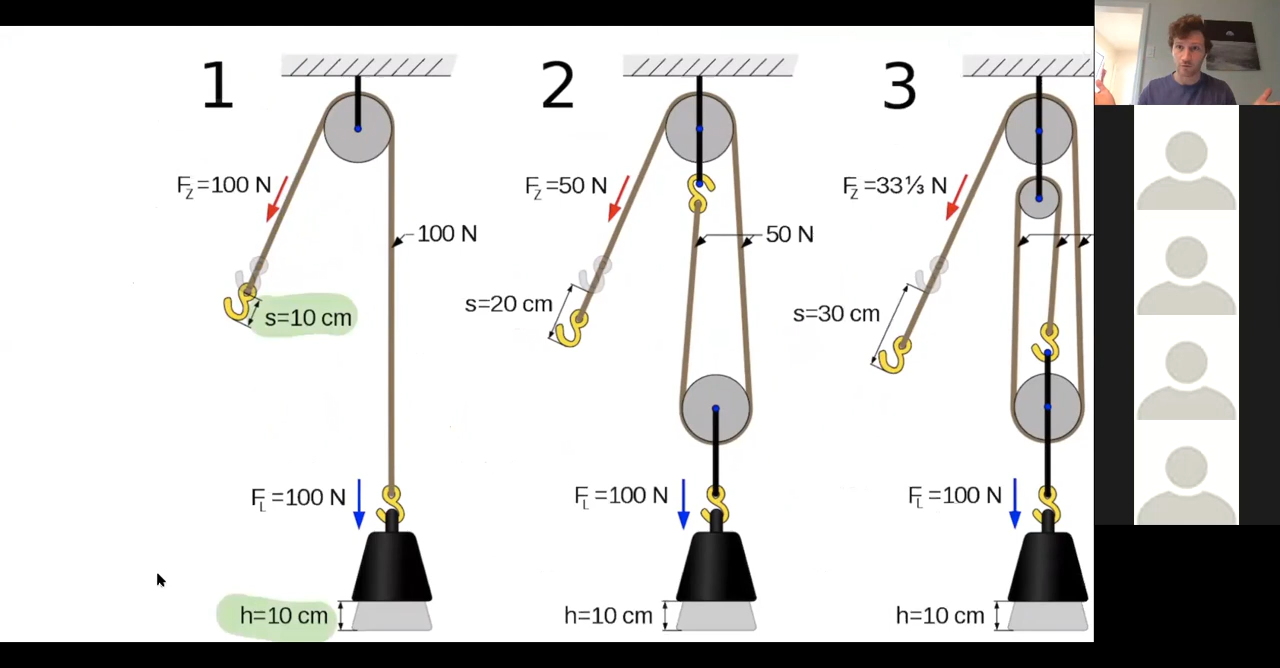 1
2
3
F_Z=100 N
F_Z=50 N
F_Z=33⅓ N
100 N
50 N
s=10 cm
s=20 cm
s=30 cm
F_L=100 N
F_L=100 N
F_L=100 N
h=10 cm
h=10 cm
h=10 cm